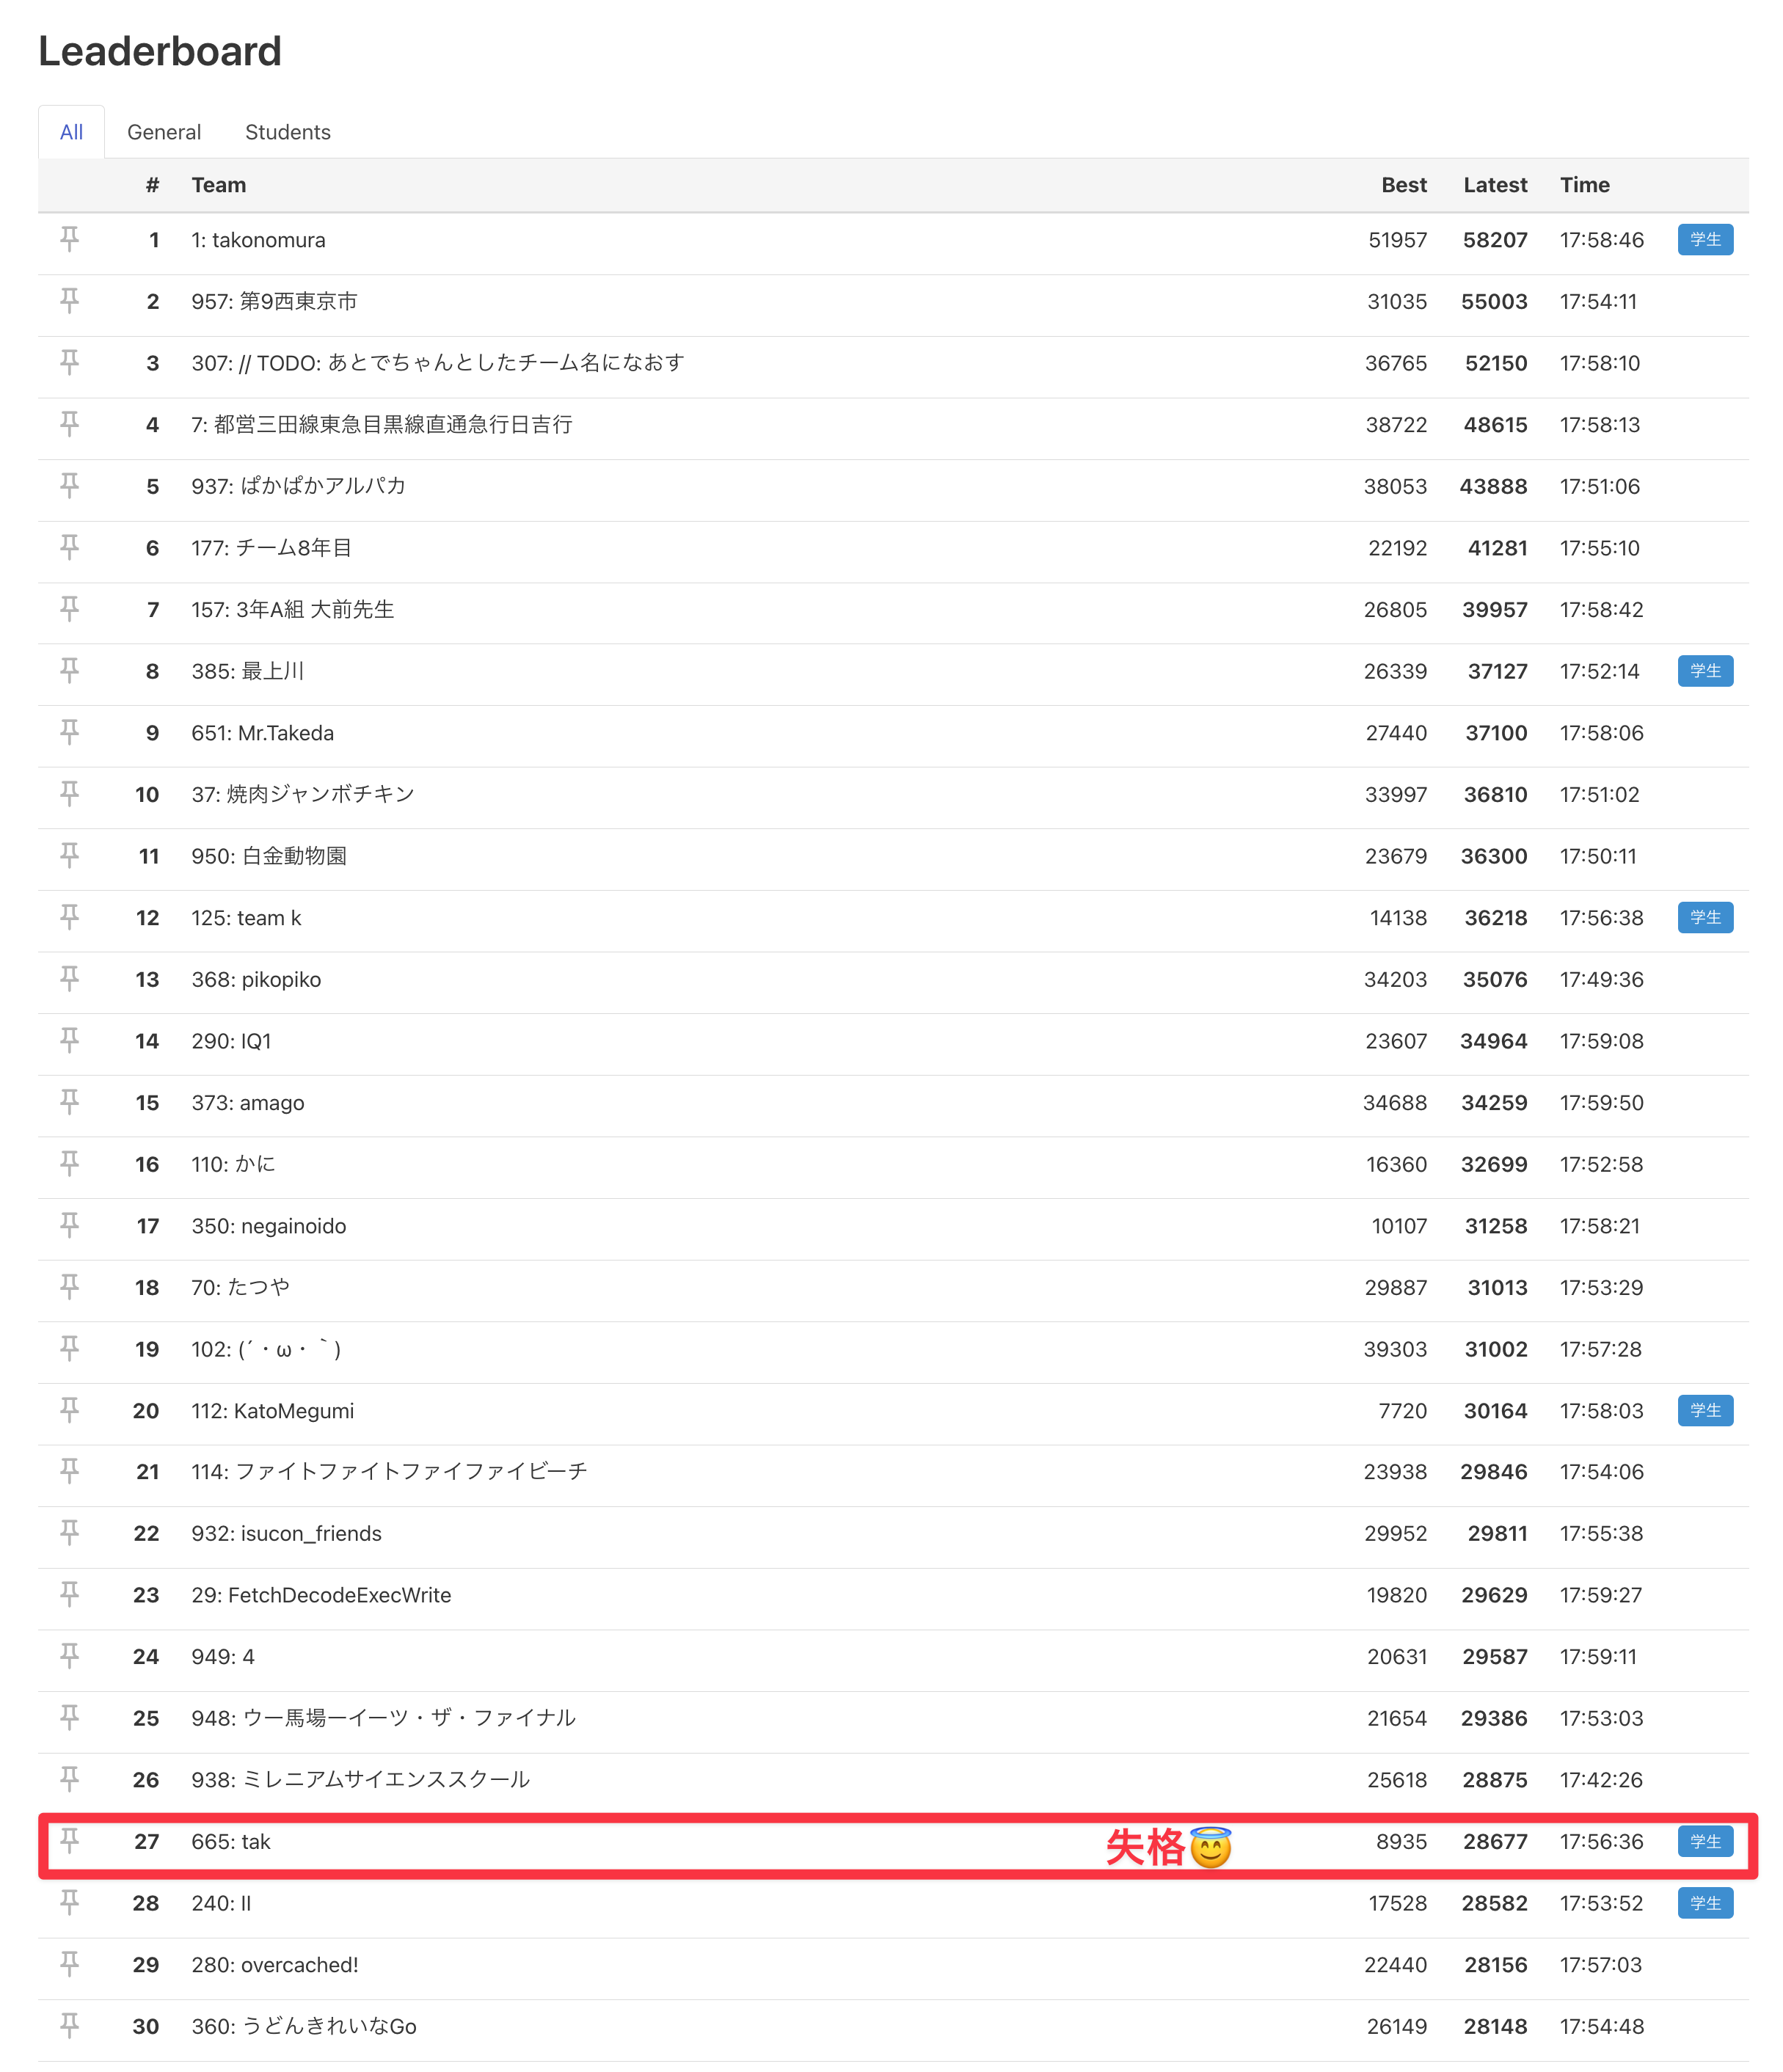 Leaderboard
All General Students
# Team Best Latest Time
1 1: takonomura 51957 58207 17:58:46 学生
2 957: 第9西東京市 31035 55003 17:54:11
3 307: // TODO: あとでちゃんとしたチーム名になおす 36765 52150 17:58:10
4 7: 都営三田線東急目黒線直通急行日吉行 38722 48615 17:58:13
5 937: ぱかぱかアルパカ 38053 43888 17:51:06
6 177: チーム8年目 22192 41281 17:55:10
7 157: 3年A組 大前先生 26805 39957 17:58:42
8 385: 最上川 26339 37127 17:52:14 学生
9 651: Mr.Takeda 27440 37100 17:58:06
10 37: 焼肉ジャンボチキン 33997 36810 17:51:02
11 950: 白金動物園 23679 36300 17:50:11
12 125: team k 14138 36218 17:56:38 学生
13 368: pikopiko 34203 35076 17:49:36
14 290: IQ1 23607 34964 17:59:08
15 373: amago 34688 34259 17:59:50
16 110: かに 16360 32699 17:52:58
17 350: negainoido 10107 31258 17:58:21
18 70: たつや 29887 31013 17:53:29
19 102: (´・ω・｀) 39303 31002 17:57:28
20 112: KatoMegumi 7720 30164 17:58:03 学生
21 114: ファイトファイトファイファイビーチ 23938 29846 17:54:06
22 932: isucon_friends 29952 29811 17:55:38
23 29: FetchDecodeExecWrite 19820 29629 17:59:27
24 949: 4 20631 29587 17:59:11
25 948: ウー馬場ーイーツ・ザ・ファイナル 21654 29386 17:53:03
26 938: ミレニアムサイエンススクール 25618 28875 17:42:26
27 665: tak 失格😇 8935 28677 17:56:36 学生
28 240: II 17528 28582 17:53:52 学生
29 280: overcached! 22440 28156 17:57:03
30 360: うどんきれいなGo 26149 28148 17:54:48